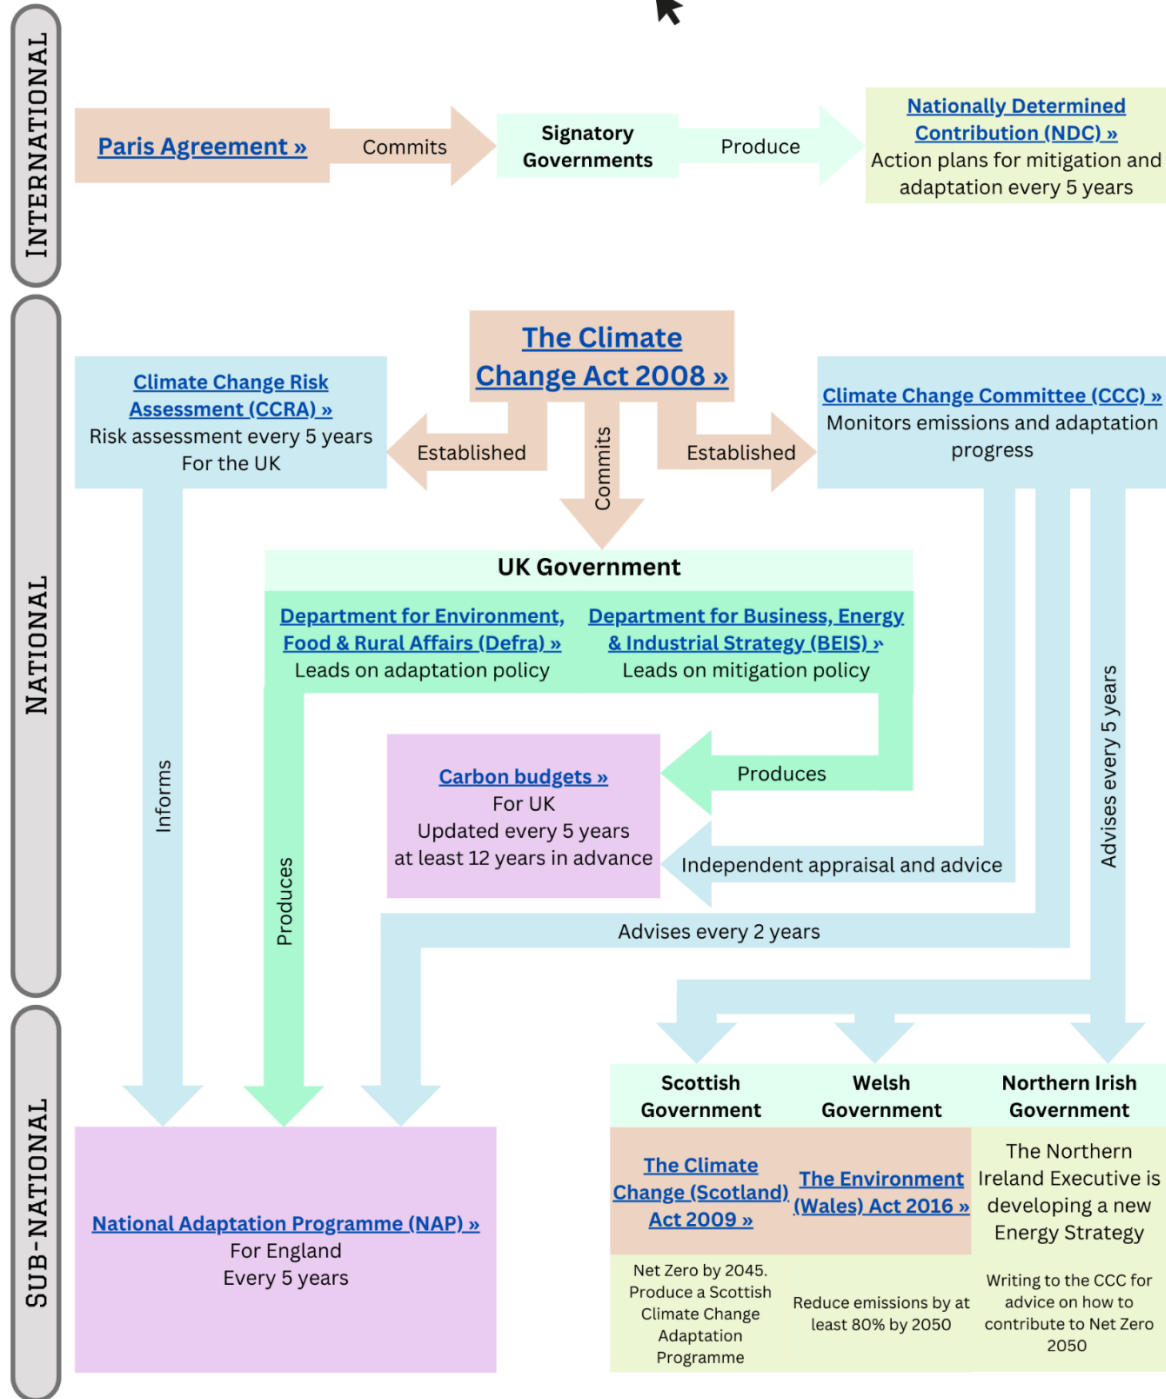 INTERNATIONAL
Paris Agreement »
Commits
Signatory
Governments
Produce
Nationally Determined
Contribution (NDC) »
Action plans for mitigation and
adaptation every 5 years
NATIONAL
The Climate
Change Act 2008 »
Climate Change Risk
Assessment (CCRA) »
Risk assessment every 5 years
For the UK
Established
Commits
Established
Climate Change Committee (CCC) »
Monitors emissions and adaptation
progress
UK Government
Department for Environment,
Food & Rural Affairs (Defra) »
Leads on adaptation policy
Department for Business, Energy
& Industrial Strategy (BEIS) »
Leads on mitigation policy
Informs
Produces
Carbon budgets »
For UK
Updated every 5 years
at least 12 years in advance
Produces
Independent appraisal and advice
Advises every 2 years
Advises every 5 years
SUB-NATIONAL
National Adaptation Programme (NAP) »
For England
Every 5 years
Scottish
Government
The Climate
Change (Scotland)
Act 2009 »
Net Zero by 2045.
Produce a Scottish
Climate Change
Adaptation
Programme
Welsh
Government
The Environment
(Wales) Act 2016 »
Reduce emissions by at
least 80% by 2050
Northern Irish
Government
The Northern
Ireland Executive is
developing a new
Energy Strategy
Writing to the CCC for
advice on how to
contribute to Net Zero
2050